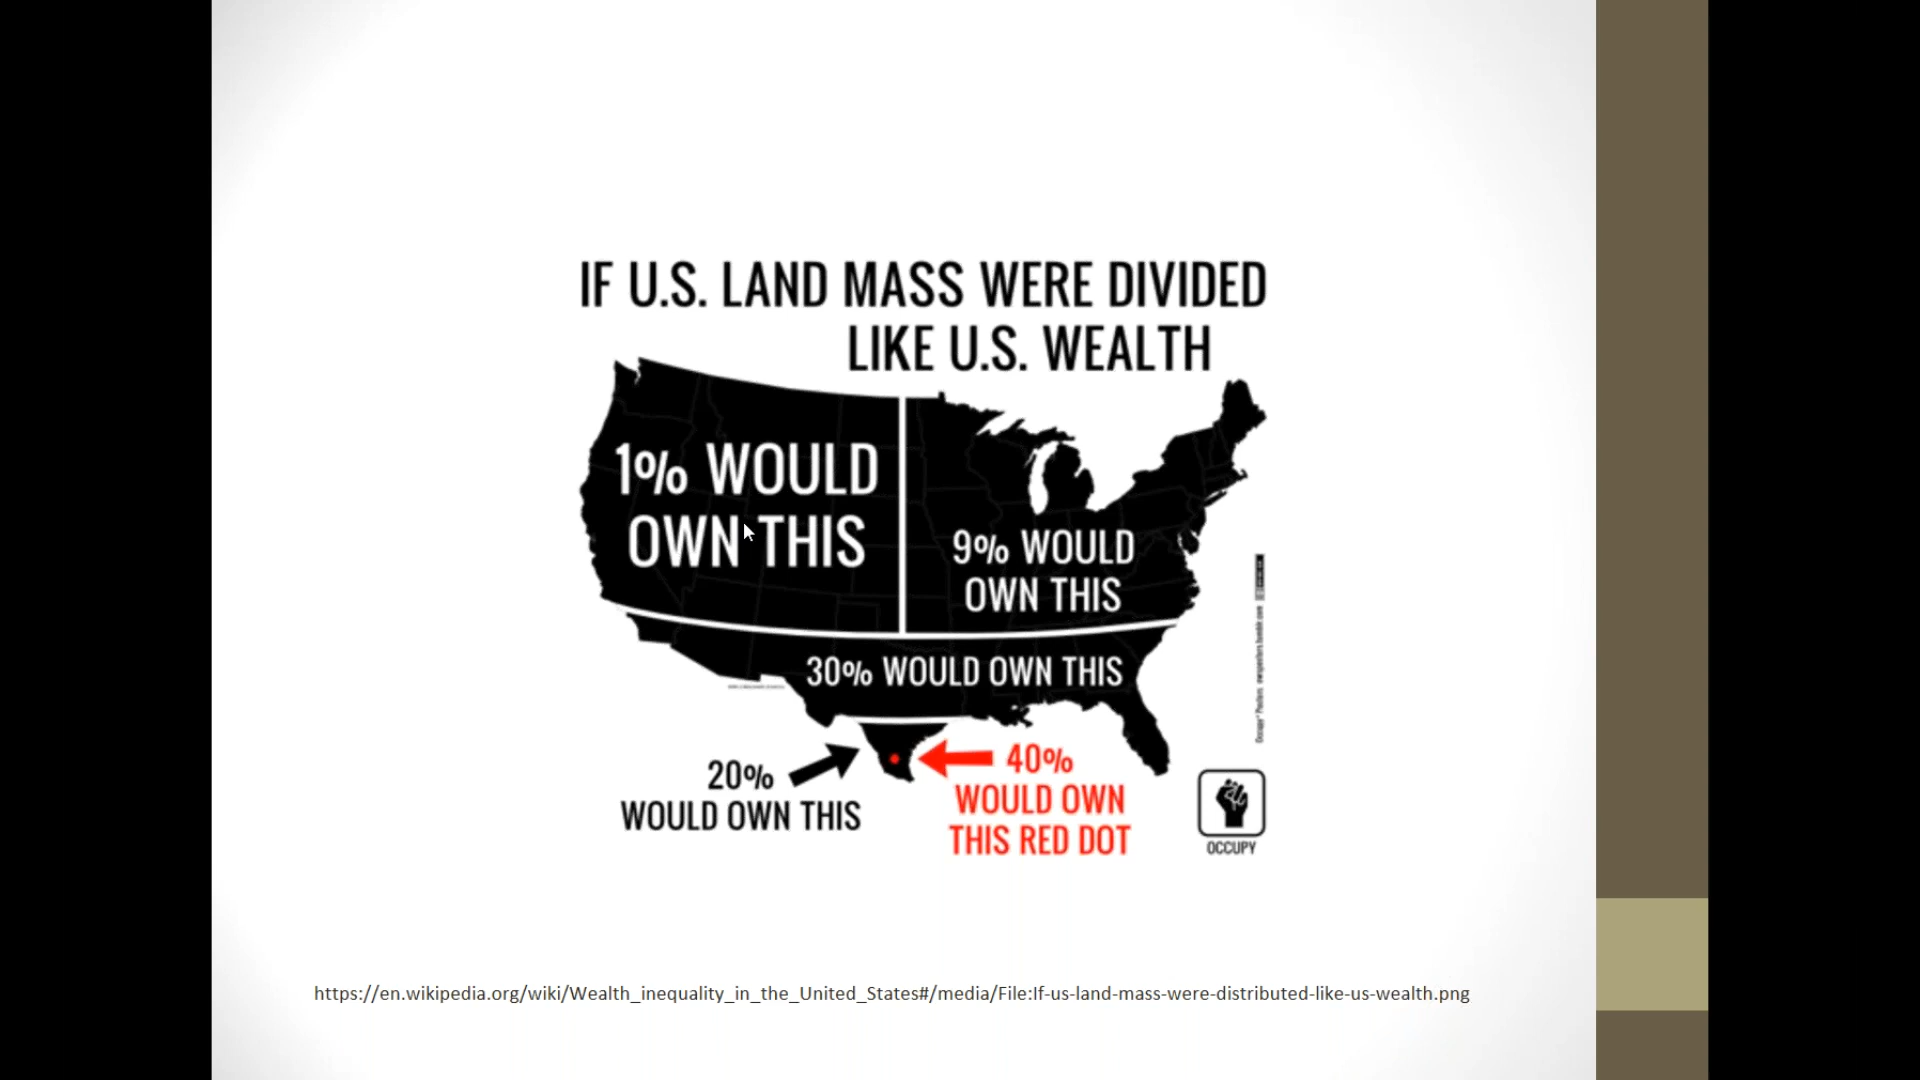 IF U.S. LAND MASS WERE DIVIDED
LIKE U.S. WEALTH
1% WOULD
OWN THIS
9% WOULD
OWN THIS
30% WOULD OWN THIS
20%
WOULD OWN THIS
40%
WOULD OWN
THIS RED DOT
OCCUPY
https://en.wikipedia.org/wiki/Wealth_inequality_in_the_United_States#/media/File:If-us-land-mass-were-distributed-like-us-wealth.png